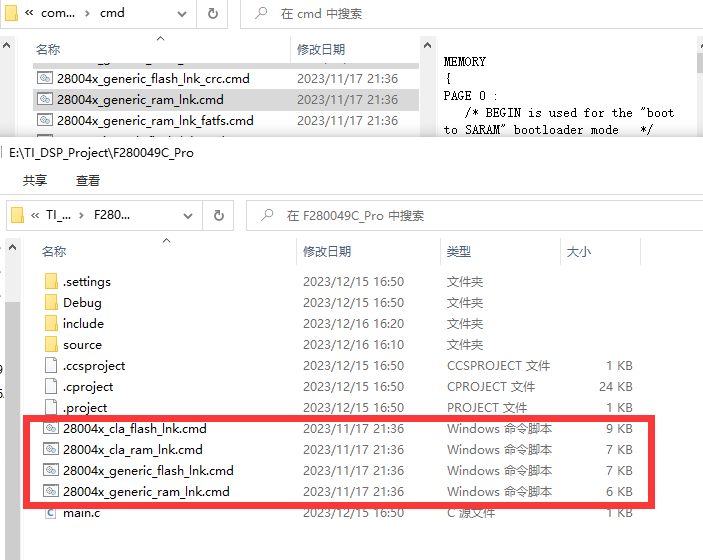 « com... › cmd
在 cmd 中搜索
名称 修改日期
28004x_generic_flash_lnk_crc.cmd 2023/11/17 21:36
28004x_generic_ram_lnk.cmd 2023/11/17 21:36
28004x_generic_ram_lnk_fatfs.cmd 2023/11/17 21:36
MEMORY
{
PAGE 0 :
/* BEGIN is used for the "boot
to SARAM" bootloader mode */
E:\TI_DSP_Project\F280049C_Pro
共享 查看
« TI_... › F280...
在 F280049C_Pro 中搜索
名称 修改日期 类型 大小
.settings 2023/12/15 16:50 文件夹
Debug 2023/12/15 16:50 文件夹
include 2023/12/16 16:20 文件夹
source 2023/12/16 16:10 文件夹
.ccsproject 2023/12/15 16:50 CCSPROJECT 文件 1 KB
.cproject 2023/12/15 16:50 CPROJECT 文件 24 KB
.project 2023/12/15 16:50 PROJECT 文件 1 KB
28004x_cla_flash_lnk.cmd 2023/11/17 21:36 Windows 命令脚本 9 KB
28004x_cla_ram_lnk.cmd 2023/11/17 21:36 Windows 命令脚本 7 KB
28004x_generic_flash_lnk.cmd 2023/11/17 21:36 Windows 命令脚本 7 KB
28004x_generic_ram_lnk.cmd 2023/11/17 21:36 Windows 命令脚本 6 KB
main.c 2023/12/15 16:50 C 源文件 1 KB